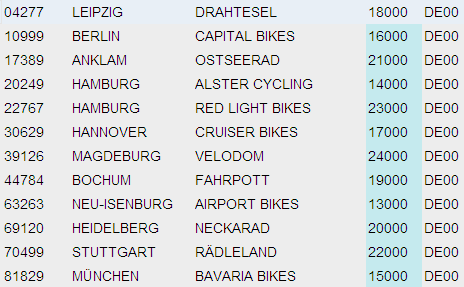 04277 LEIPZIG DRAHTESEL 18000 DE00
10999 BERLIN CAPITAL BIKES 16000 DE00
17389 ANKLAM OSTSEERAD 21000 DE00
20249 HAMBURG ALSTER CYCLING 14000 DE00
22767 HAMBURG RED LIGHT BIKES 23000 DE00
30629 HANNOVER CRUISER BIKES 17000 DE00
39126 MAGDEBURG VELODOM 24000 DE00
44784 BOCHUM FAHRPOTT 19000 DE00
63263 NEU-ISENBURG AIRPORT BIKES 13000 DE00
69120 HEIDELBERG NECKARAD 20000 DE00
70499 STUTTGART RÄDLELAND 22000 DE00
81829 MÜNCHEN BAVARIA BIKES 15000 DE00